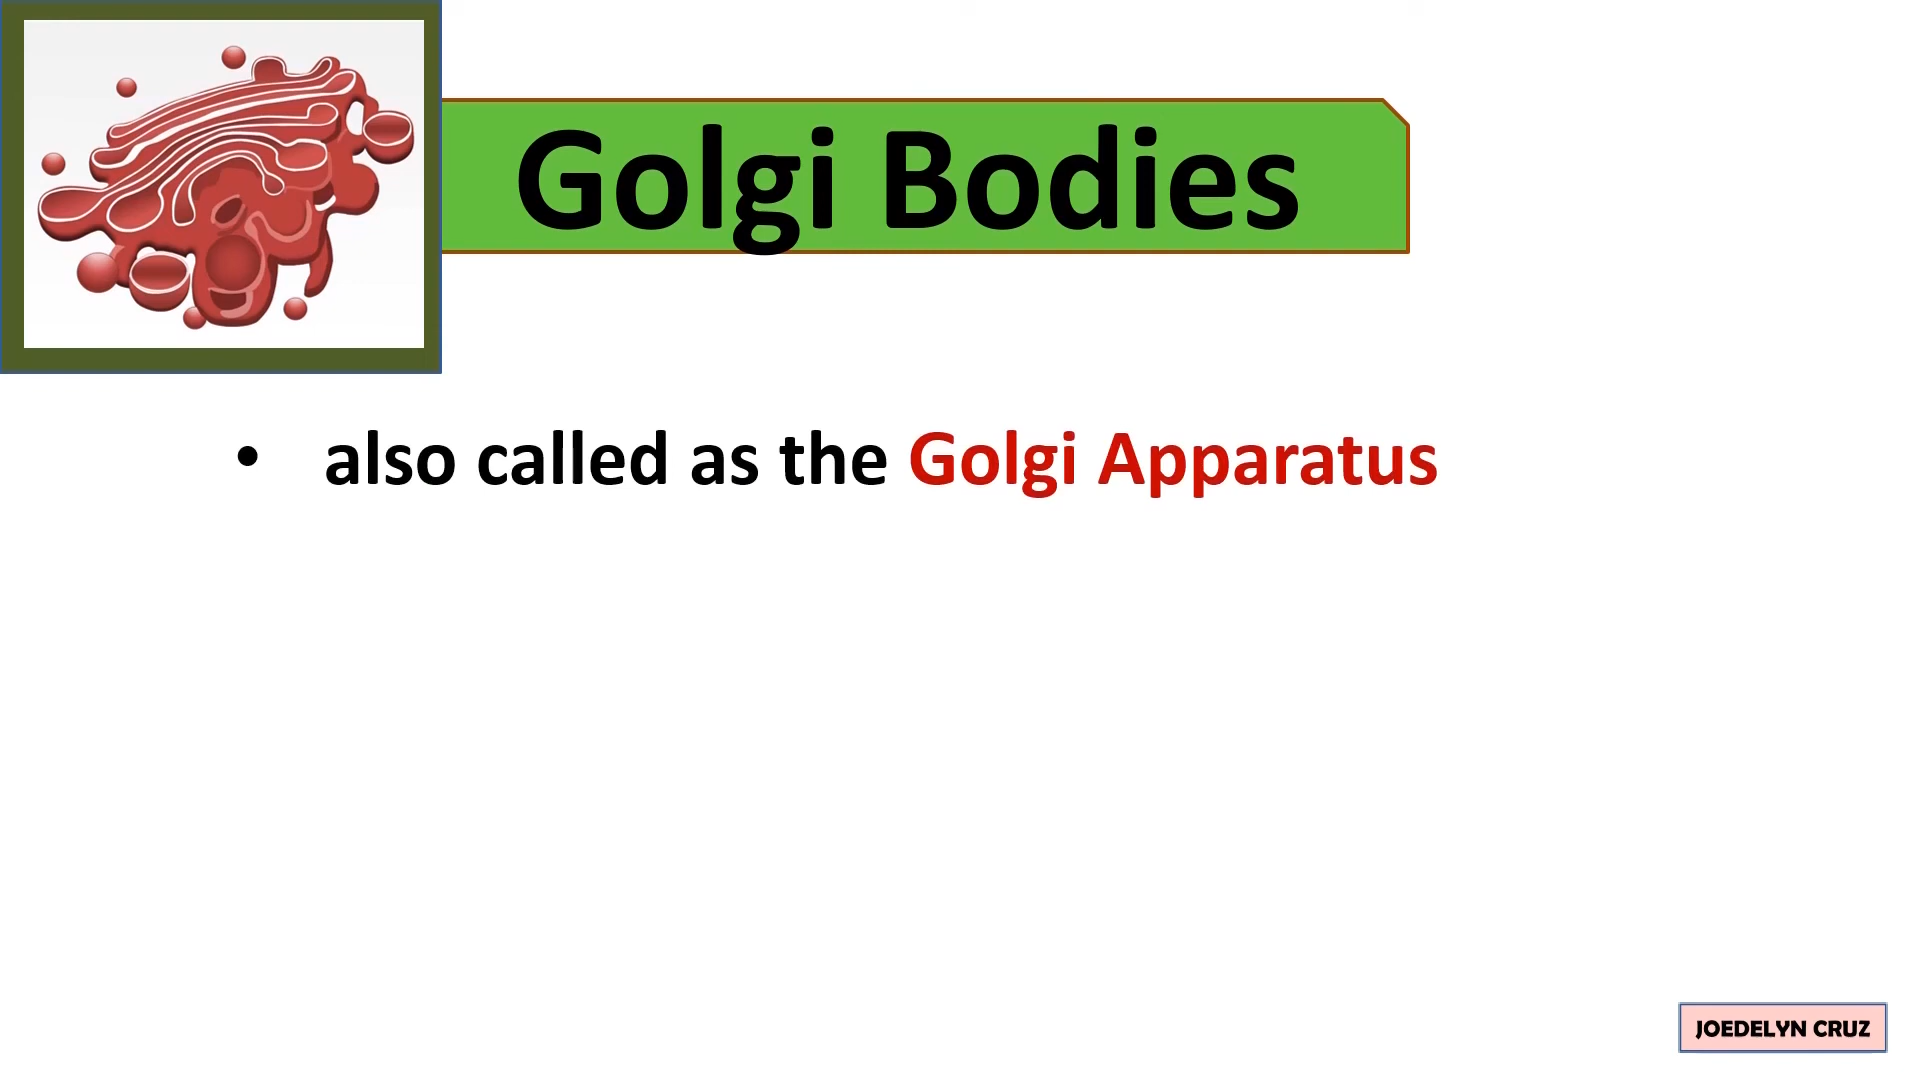 Golgi Bodies
• also called as the Golgi Apparatus
JOEDELYN CRUZ